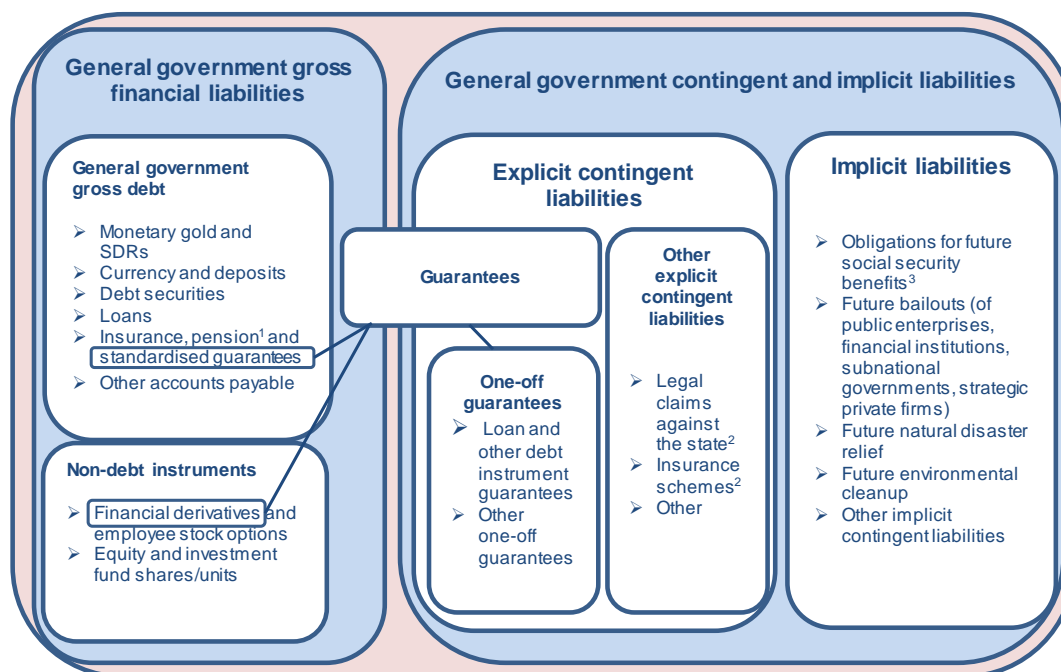 General government gross
financial liabilities
General government
gross debt
➢ Monetary gold and
SDRs
➢ Currency and deposits
➢ Debt securities
➢ Loans
➢ Insurance, pension¹ and
standardised guarantees
➢ Other accounts payable
Non-debt instruments
➢ Financial derivatives and
employee stock options
➢ Equity and investment
fund shares/units
General government contingent and implicit liabilities
Explicit contingent
liabilities
Guarantees
One-off
guarantees
➢ Loan and
other debt
instrument
guarantees
➢ Other
one-off
guarantees
Other
explicit
contingent
liabilities
➢ Legal
claims
against
the state²
➢ Insurance
schemes²
➢ Other
Implicit liabilities
➢ Obligations for future
social security
benefits³
➢ Future bailouts (of
public enterprises,
financial institutions,
subnational
governments, strategic
private firms)
➢ Future natural disaster
relief
➢ Future environmental
cleanup
➢ Other implicit
contingent liabilities